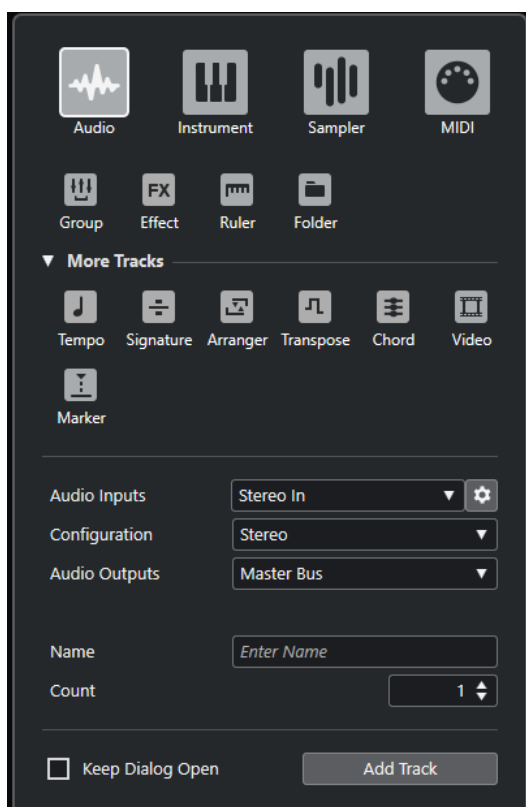 Audio Instrument Sampler MIDI
FX
Group Effect Ruler Folder
More Tracks
Tempo Signature Arranger Transpose Chord Video
Marker
Audio Inputs Stereo In
Configuration Stereo
Audio Outputs Master Bus
Name Enter Name
Count 1
Keep Dialog Open Add Track